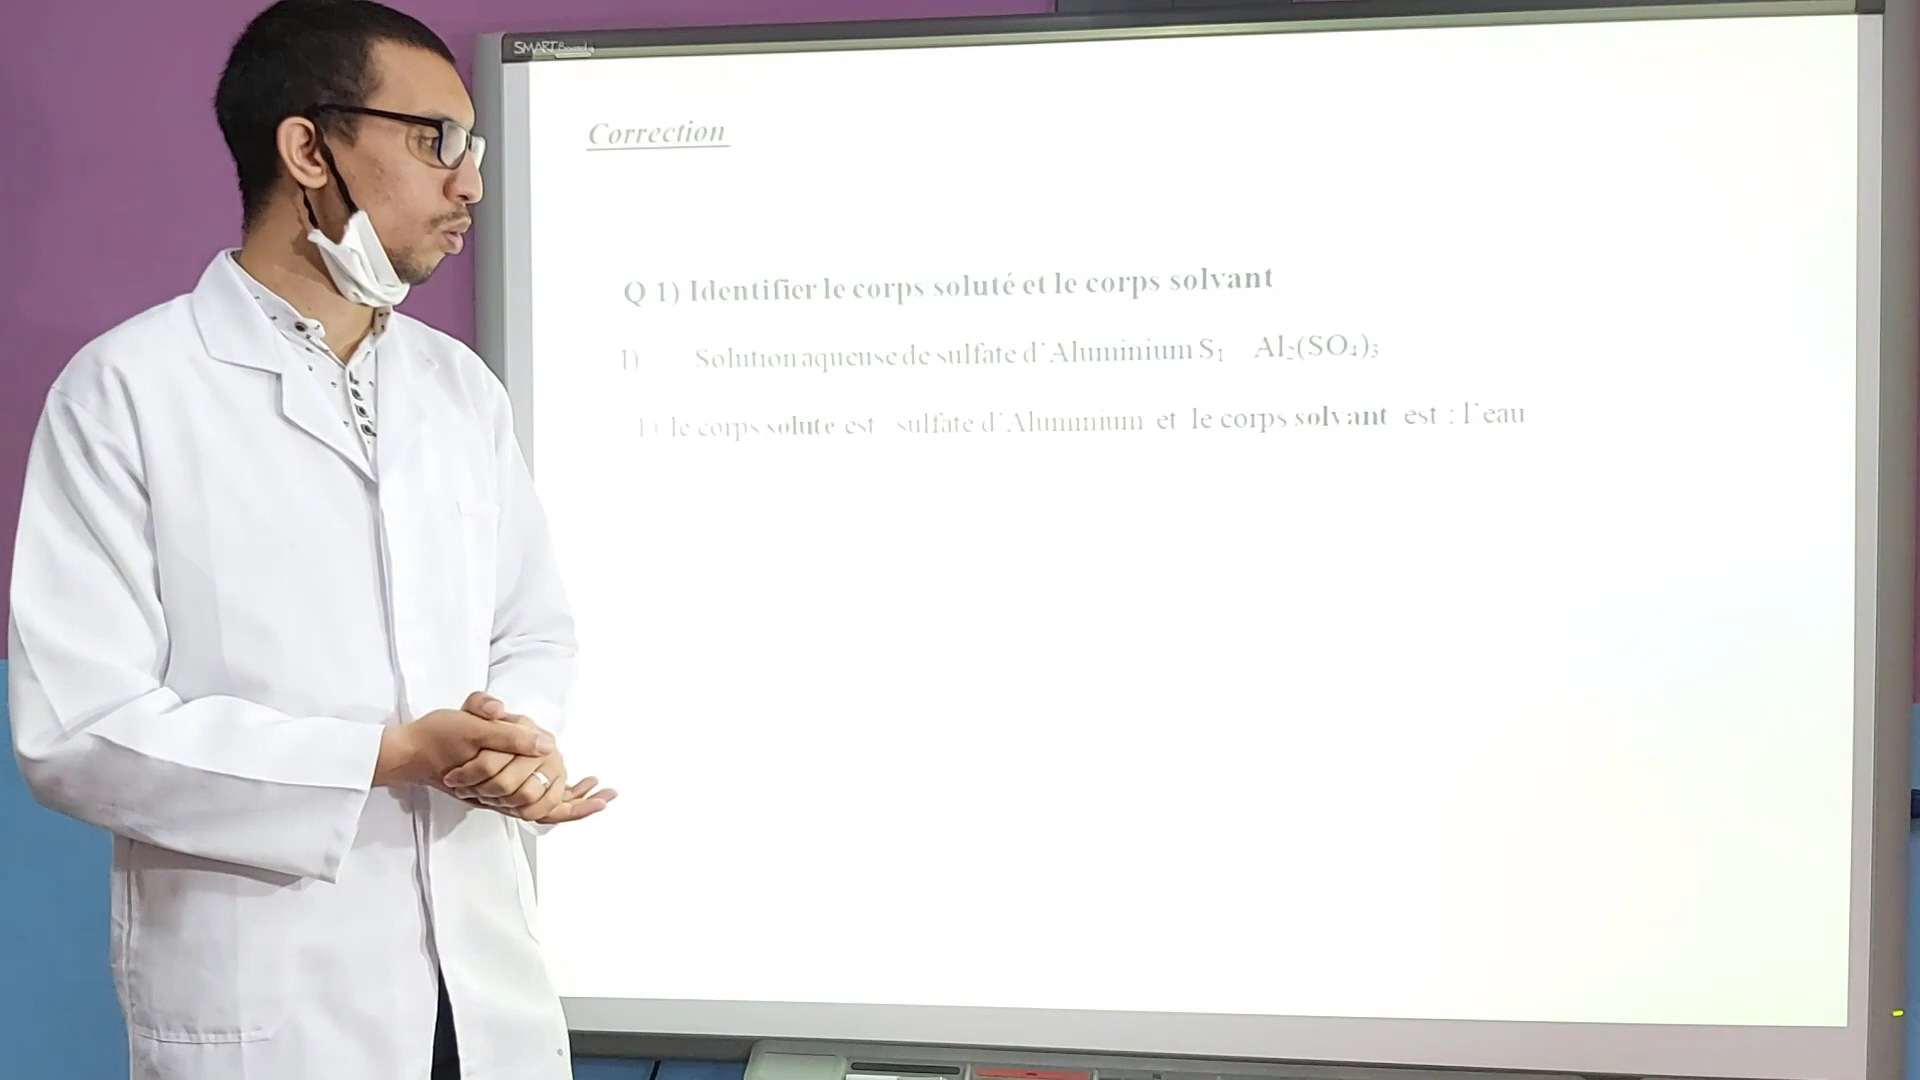 SMART Board
Correction
Q 1) Identifier le corps soluté et le corps solvant
1) Solution aqueuse de sulfate d'Aluminium S₁ Al₂(SO₄)₃
1) le corps solute est sulfate d'Aluminium et le corps solvant est : l'eau